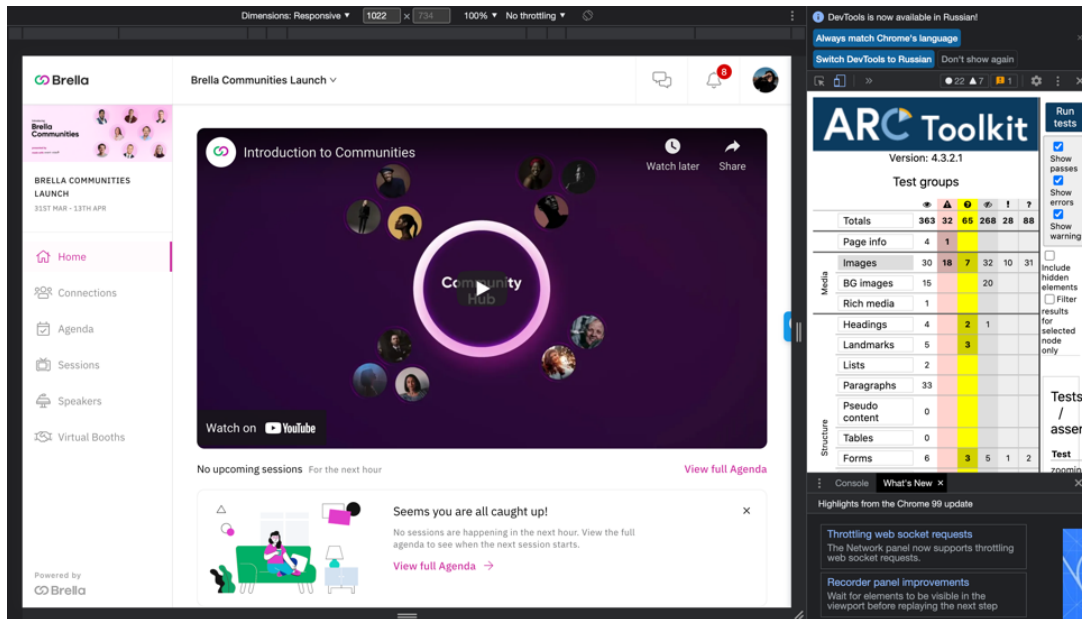 Dimensions: Responsive ▼ 1022 × 734 100% ▼ No throttling ▼
Brella
Brella Communities Launch
8
Brella
Communities
BRELLA COMMUNITIES
LAUNCH
31ST MAR - 13TH APR
Home
Connections
Agenda
Sessions
Speakers
Virtual Booths
Powered by
Brella
Introduction to Communities
Watch later
Share
Community
Hub
Watch on YouTube
No upcoming sessions For the next hour
View full Agenda
Seems you are all caught up!
No sessions are happening in the next hour. View the full
agenda to see when the next session starts.
View full Agenda →
DevTools is now available in Russian!
Always match Chrome's language
Switch DevTools to Russian Don't show again
22 7 1
ARC Toolkit
Version: 4.3.2.1
Test groups
! ?
Totals 363 32 65 268 28 88
Page info 4 1
Media
Images 30 18 7 32 10 31
BG images 15 20
Rich media 1
Structure
Headings 4 2 1
Landmarks 5 3
Lists 2
Paragraphs 33
Pseudo
content 0
Tables 0
Forms 6 3 5 1 2
Run
tests
Show
passes
Show
errors
Show
warning
Include
hidden
elements
Filter
results
for
selected
node
only
Tests
/
asser
Test
Console What's New ×
Highlights from the Chrome 99 update
Throttling web socket requests
The Network panel now supports throttling
web socket requests.
Recorder panel improvements
Wait for elements to be visible in the
viewport before replaying the next step